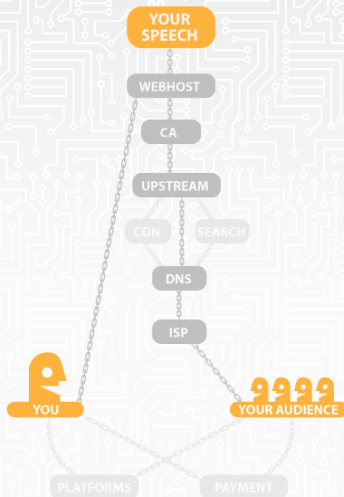 YOUR
SPEECH
WEBHOST
CA
UPSTREAM
CDN
SEARCH
DNS
ISP
YOU
YOUR AUDIENCE
PLATFORMS
PAYMENT